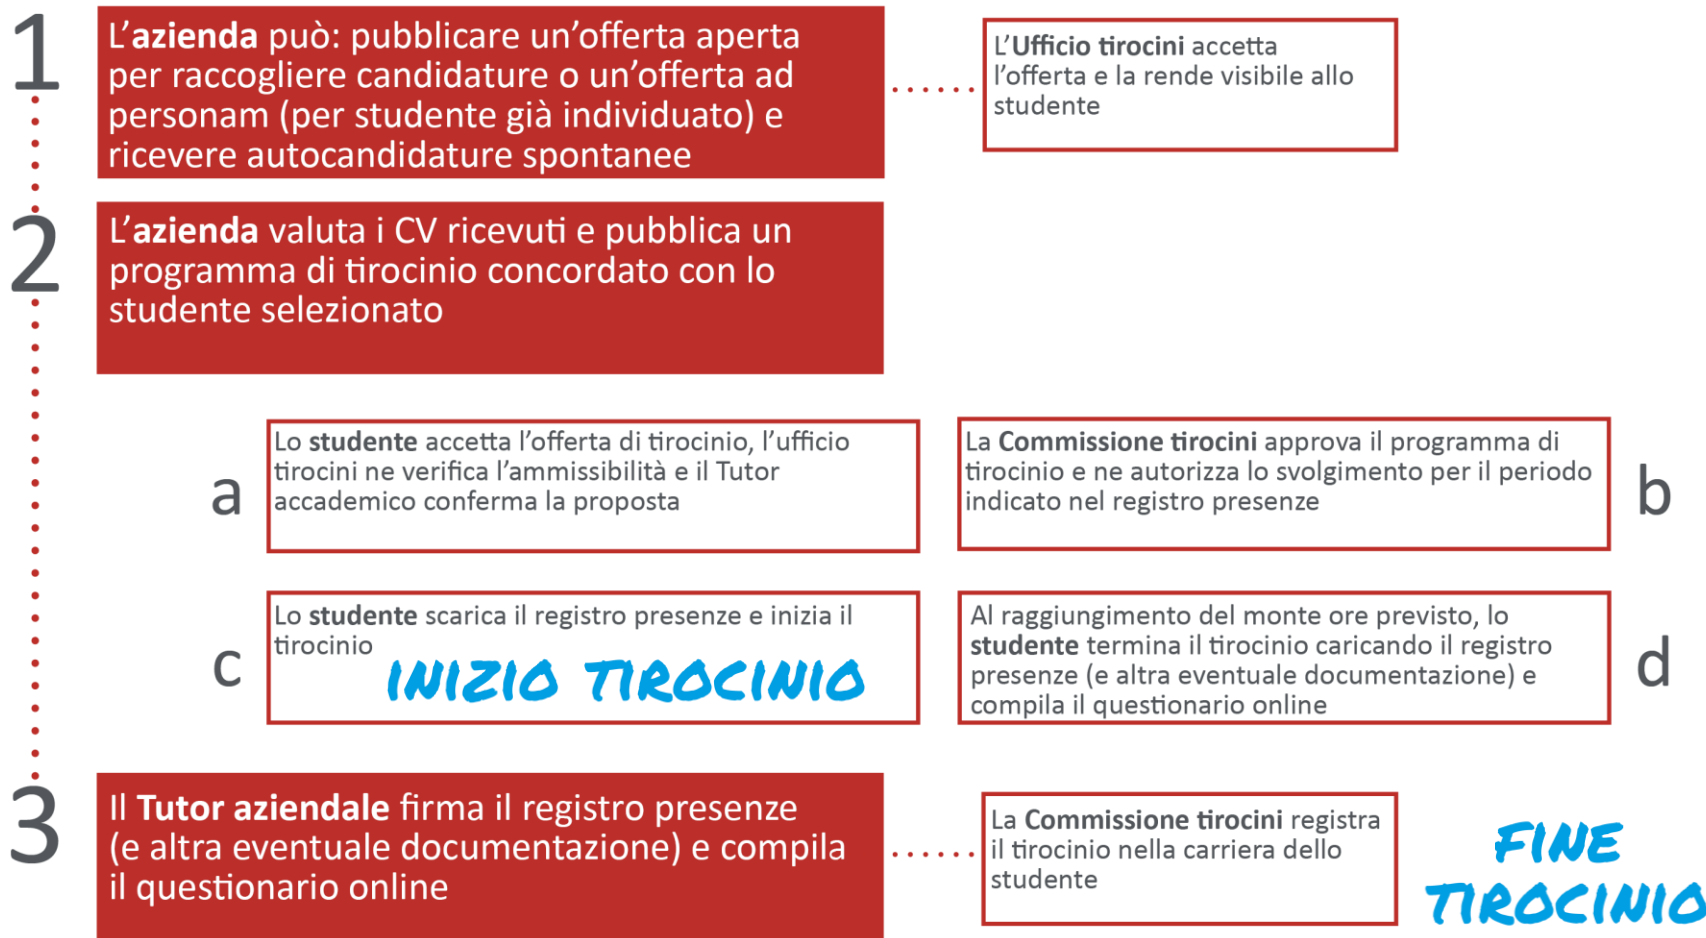 1
L’azienda può: pubblicare un’offerta aperta
per raccogliere candidature o un’offerta ad
personam (per studente già individuato) e
ricevere autocandidature spontanee
L’Ufficio tirocini accetta
l’offerta e la rende visibile allo
studente
2
L’azienda valuta i CV ricevuti e pubblica un
programma di tirocinio concordato con lo
studente selezionato
a
Lo studente accetta l’offerta di tirocinio, l’ufficio
tirocini ne verifica l’ammissibilità e il Tutor
accademico conferma la proposta
La Commissione tirocini approva il programma di
tirocinio e ne autorizza lo svolgimento per il periodo
indicato nel registro presenze
b
c
Lo studente scarica il registro presenze e inizia il
tirocinio
INIZIO TIROCINIO
Al raggiungimento del monte ore previsto, lo
studente termina il tirocinio caricando il registro
presenze (e altra eventuale documentazione) e
compila il questionario online
d
3
Il Tutor aziendale firma il registro presenze
(e altra eventuale documentazione) e compila
il questionario online
La Commissione tirocini registra
il tirocinio nella carriera dello
studente
FINE
TIROCINIO